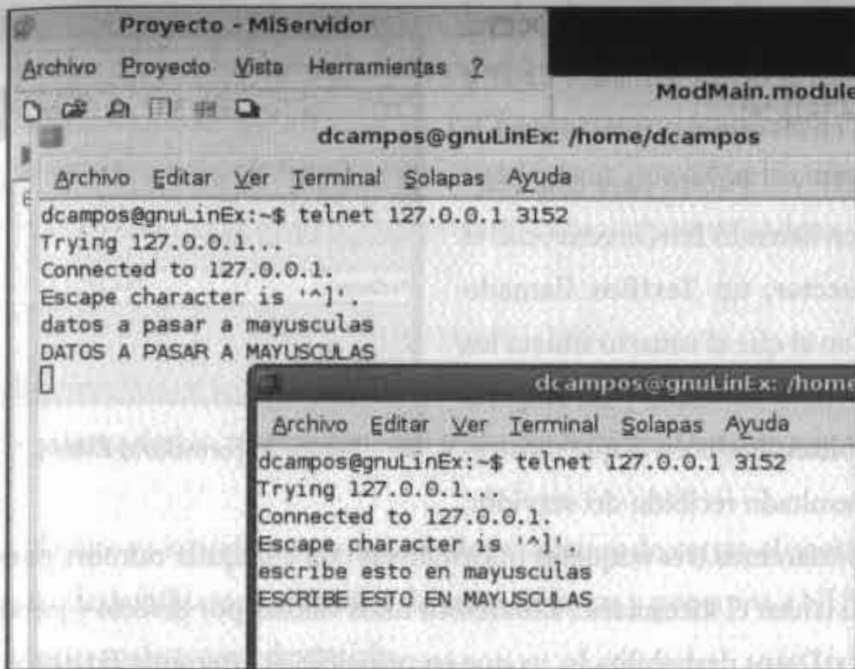 Proyecto - MiServidor
Archivo Proyecto Vista Herramientas ?
ModMain.module
dcampos@gnuLinEx: /home/dcampos
Archivo Editar Ver Terminal Solapas Ayuda
dcampos@gnuLinEx:~$ telnet 127.0.0.1 3152
Trying 127.0.0.1...
Connected to 127.0.0.1.
Escape character is '^]'.
datos a pasar a mayusculas
DATOS A PASAR A MAYUSCULAS
dcampos@gnuLinEx: /home
Archivo Editar Ver Terminal Solapas Ayuda
dcampos@gnuLinEx:~$ telnet 127.0.0.1 3152
Trying 127.0.0.1...
Connected to 127.0.0.1.
Escape character is '^]'.
escribe esto en mayusculas
ESCRIBE ESTO EN MAYUSCULAS